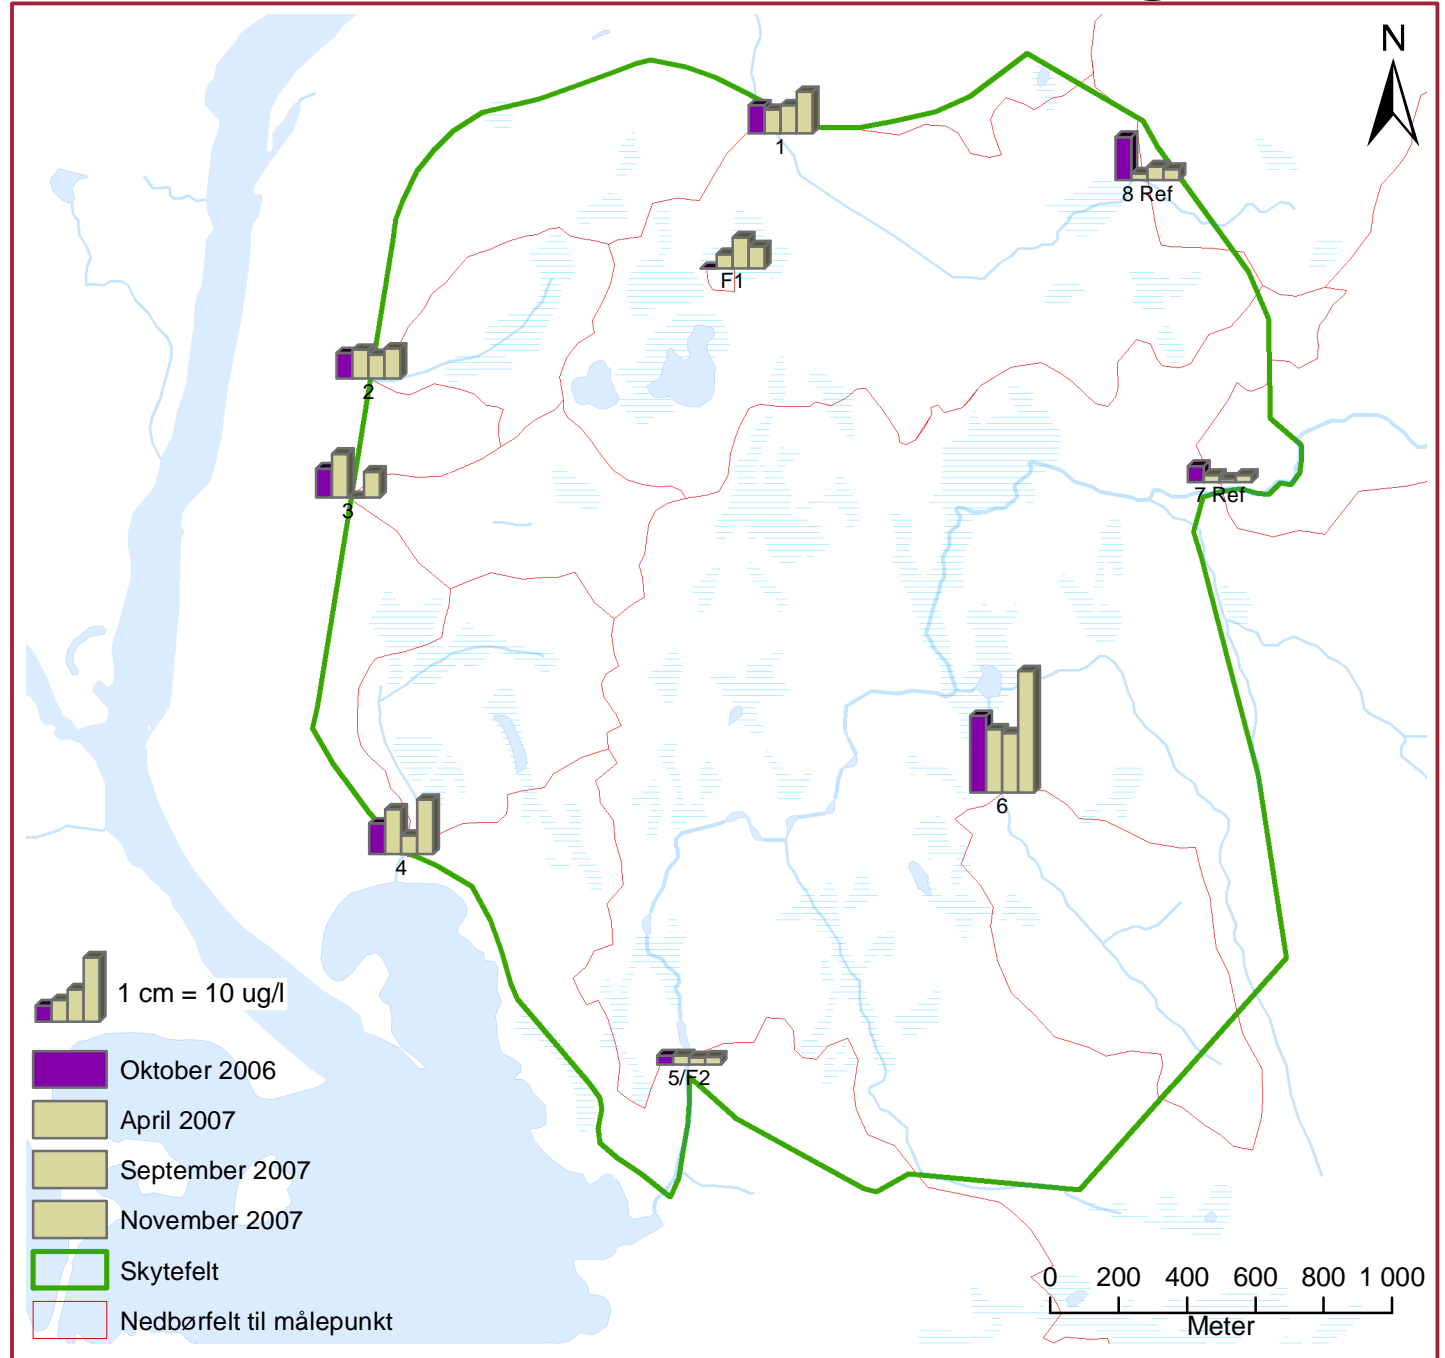 N
1
8 Ref
F1
2
3
7 Ref
6
4
5/F2
1 cm = 10 ug/l
Oktober 2006
April 2007
September 2007
November 2007
Skytefelt
Nedbørfelt til målepunkt
0 200 400 600 800 1 000
Meter